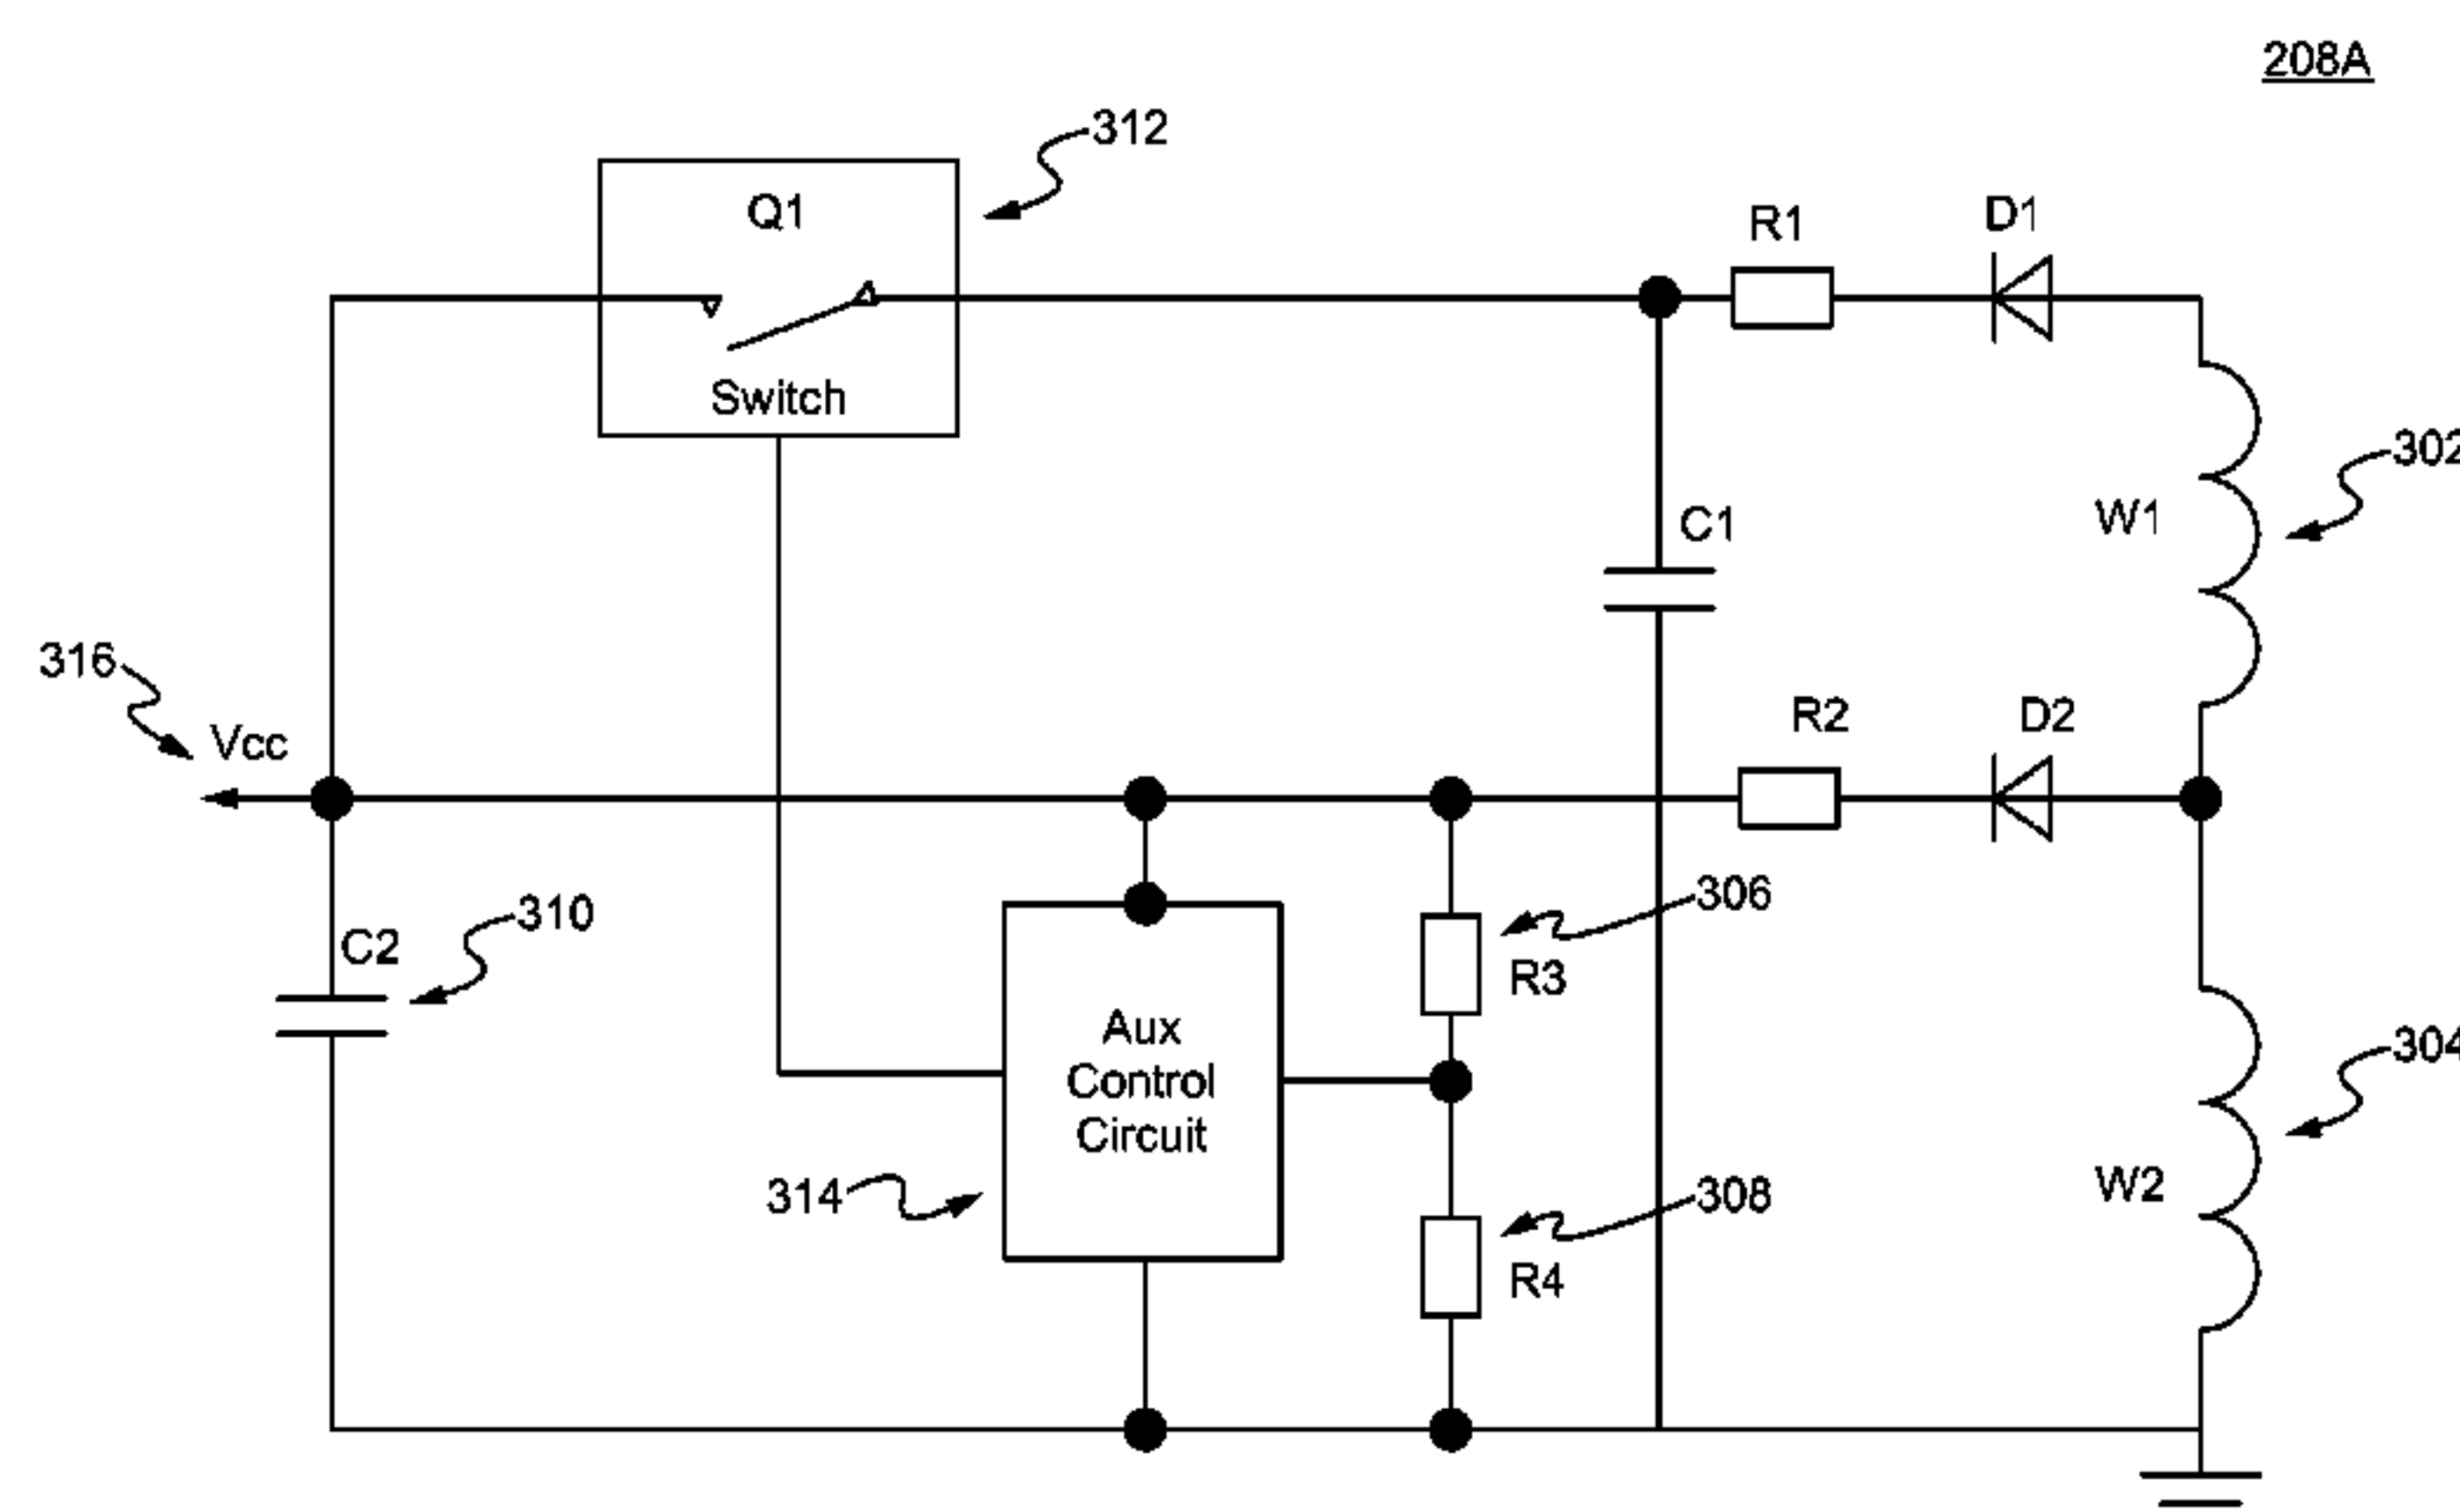 208A
312
Q1
R1
D1
Switch
302
W1
C1
316
Vcc
R2
D2
306
310
C2
R3
Aux
Control
Circuit
304
314
308
W2
R4